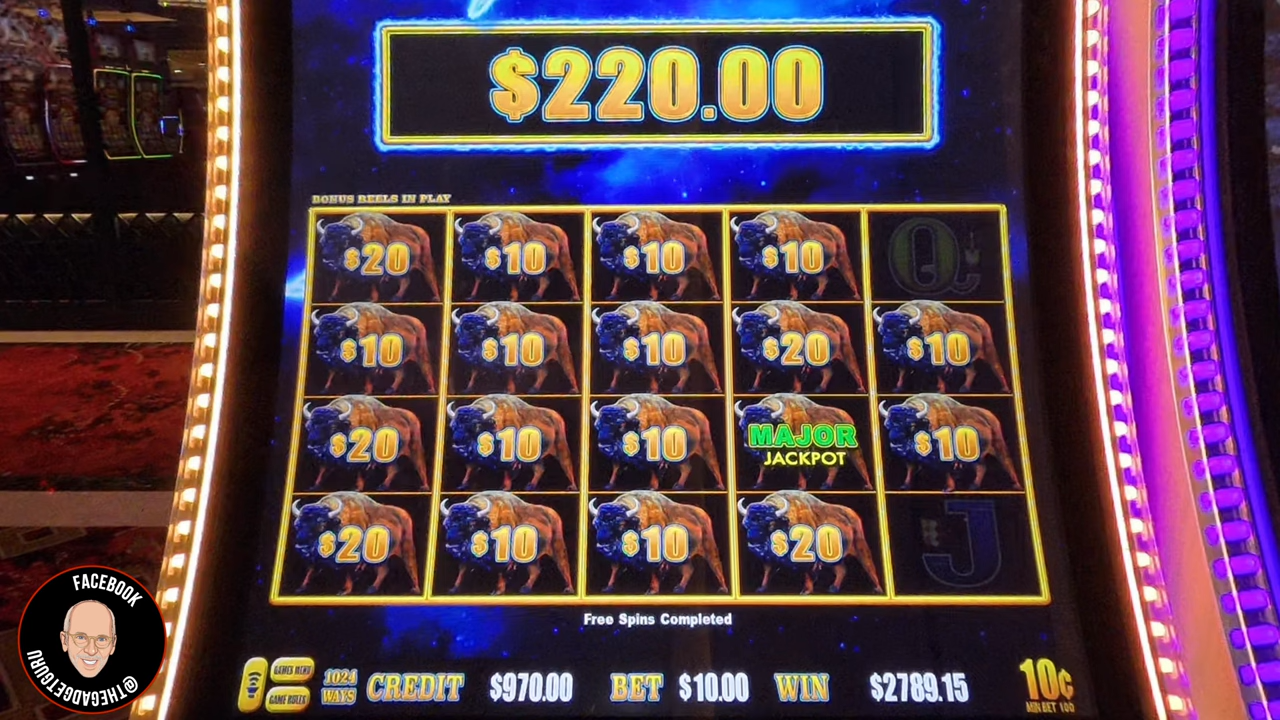 $220.00
BONUS REELS IN PLAY
$20 $10 $10 $10 Q
$10 $10 $10 $20 $10
$20 $10 $10 MAJOR JACKPOT $10
$20 $10 $10 $20 J
Free Spins Completed
GAMES MENU
GAME RULES
1024 WAYS
CREDIT $970.00 BET $10.00 WIN $2789.15
10¢
MIN BET 100
FACEBOOK
@THEGADGETGURU